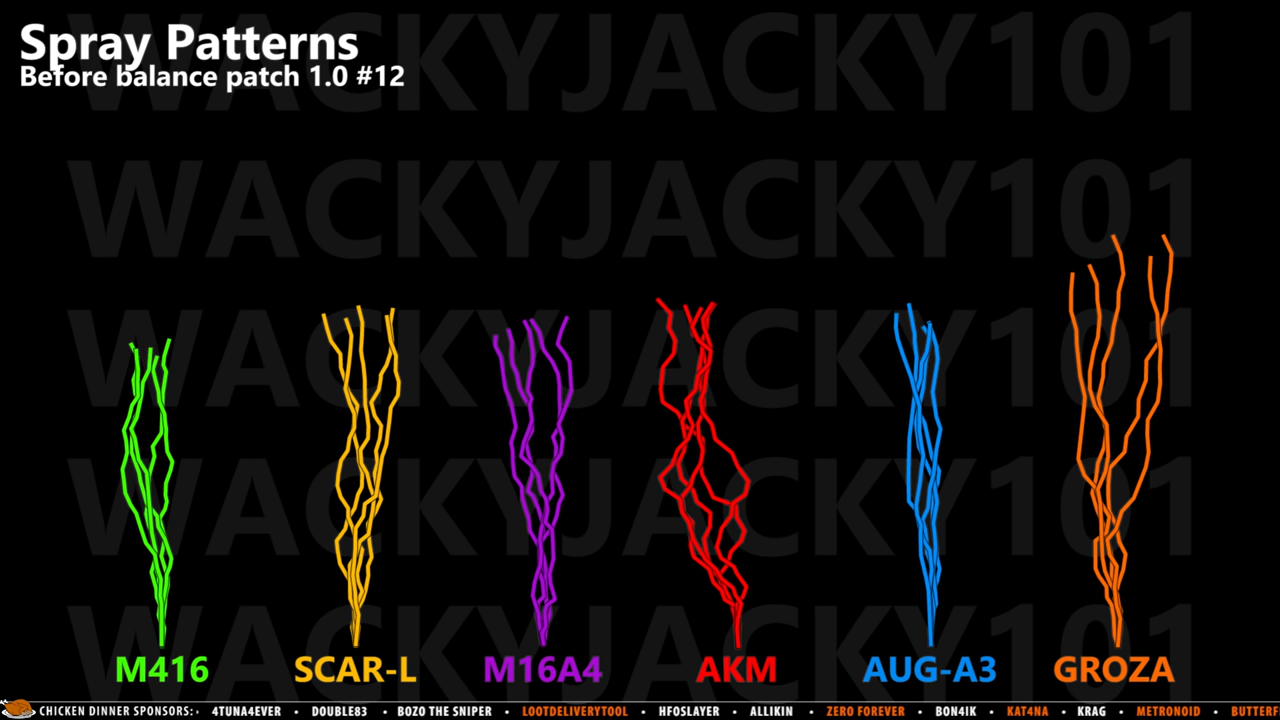 Spray Patterns
Before balance patch 1.0 #12
WACKYJACKY101
WACKYJACKY101
WACKYJACKY101
WACKYJACKY101
WACKYJACKY101
M416 SCAR-L M16A4 AKM AUG-A3 GROZA
CHICKEN DINNER SPONSORS: · 4TUNA4EVER • DOUBLE83 • BOZO THE SNIPER • LOOTDELIVERYTOOL • HFOSLAYER • ALLIKIN • ZERO FOREVER • BON4IK • KAT4NA • KRAG • METRONOID • BUTTERF